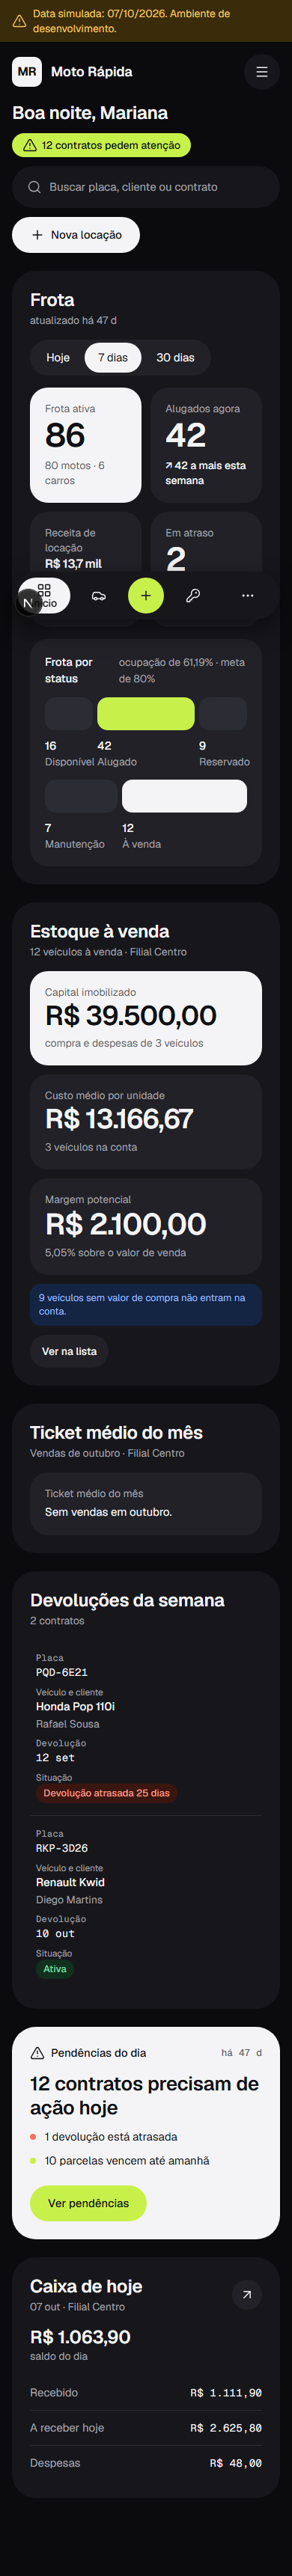 Data simulada: 07/10/2026. Ambiente de
desenvolvimento.
MR Moto Rápida
Boa noite, Mariana
12 contratos pedem atenção
Buscar placa, cliente ou contrato
Nova locação
Frota
atualizado há 47 d
Hoje 7 dias 30 dias
Frota ativa
86
80 motos · 6
carros
Alugados agora
42
↗ 42 a mais esta
semana
Receita de
locação
R$ 13,7 mil
Em atraso
2
N
Início
Frota por
status
ocupação de 61,19% · meta
de 80%
16
Disponível
42
Alugado
9
Reservado
7
Manutenção
12
À venda
Estoque à venda
12 veículos à venda · Filial Centro
Capital imobilizado
R$ 39.500,00
compra e despesas de 3 veículos
Custo médio por unidade
R$ 13.166,67
3 veículos na conta
Margem potencial
R$ 2.100,00
5,05% sobre o valor de venda
9 veículos sem valor de compra não entram na
conta.
Ver na lista
Ticket médio do mês
Vendas de outubro · Filial Centro
Ticket médio do mês
Sem vendas em outubro.
Devoluções da semana
2 contratos
Placa
PQD-6E21
Veículo e cliente
Honda Pop 110i
Rafael Sousa
Devolução
12 set
Situação
Devolução atrasada 25 dias
Placa
RKP-3D26
Veículo e cliente
Renault Kwid
Diego Martins
Devolução
10 out
Situação
Ativa
Pendências do dia há 47 d
12 contratos precisam de
ação hoje
1 devolução está atrasada
10 parcelas vencem até amanhã
Ver pendências
Caixa de hoje
07 out · Filial Centro
R$ 1.063,90
saldo do dia
Recebido R$ 1.111,90
A receber hoje R$ 2.625,80
Despesas R$ 48,00